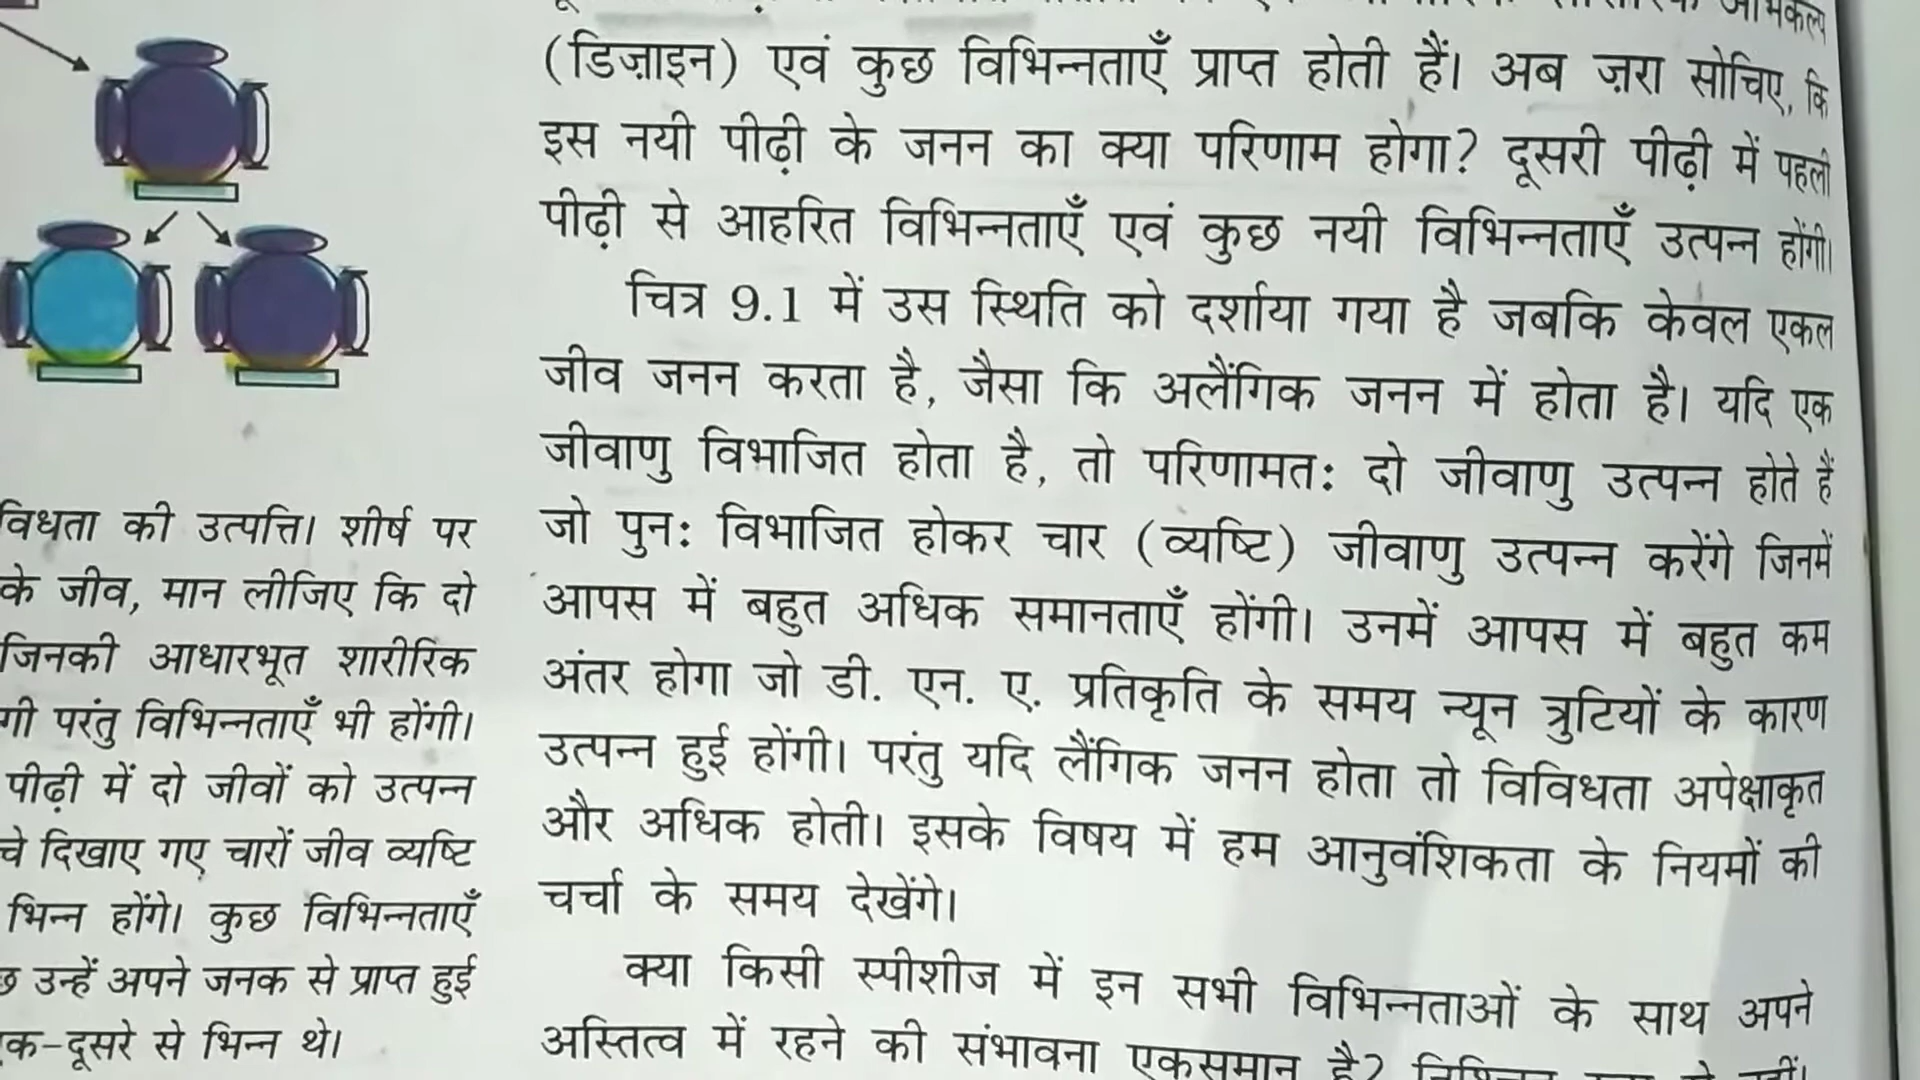 (डिज़ाइन) एवं कुछ विभिन्नताएँ प्राप्त होती हैं। अब ज़रा सोचिए, कि
इस नयी पीढ़ी के जनन का क्या परिणाम होगा? दूसरी पीढ़ी में पहली
पीढ़ी से आहरित विभिन्नताएँ एवं कुछ नयी विभिन्नताएँ उत्पन्न होंगी।
चित्र 9.1 में उस स्थिति को दर्शाया गया है जबकि केवल एकल
जीव जनन करता है, जैसा कि अलैंगिक जनन में होता है। यदि एक
जीवाणु विभाजित होता है, तो परिणामत: दो जीवाणु उत्पन्न होते हैं
जो पुन: विभाजित होकर चार (व्यष्टि) जीवाणु उत्पन्न करेंगे जिनमें
आपस में बहुत अधिक समानताएँ होंगी। उनमें आपस में बहुत कम
अंतर होगा जो डी. एन. ए. प्रतिकृति के समय न्यून त्रुटियों के कारण
उत्पन्न हुई होंगी। परंतु यदि लैंगिक जनन होता तो विविधता अपेक्षाकृत
और अधिक होती। इसके विषय में हम आनुवंशिकता के नियमों की
चर्चा के समय देखेंगे।
क्या किसी स्पीशीज में इन सभी विभिन्नताओं के साथ अपने
अस्तित्व में रहने की संभावना एकसमान है?
विधता की उत्पत्ति। शीर्ष पर
के जीव, मान लीजिए कि दो
जिनकी आधारभूत शारीरिक
गी परंतु विभिन्नताएँ भी होंगी।
पीढ़ी में दो जीवों को उत्पन्न
चे दिखाए गए चारों जीव व्यष्टि
भिन्न होंगे। कुछ विभिन्नताएँ
छ उन्हें अपने जनक से प्राप्त हुई
क-दूसरे से भिन्न थे।